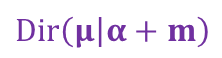 Dir(𝛍|𝛂 + 𝐦)